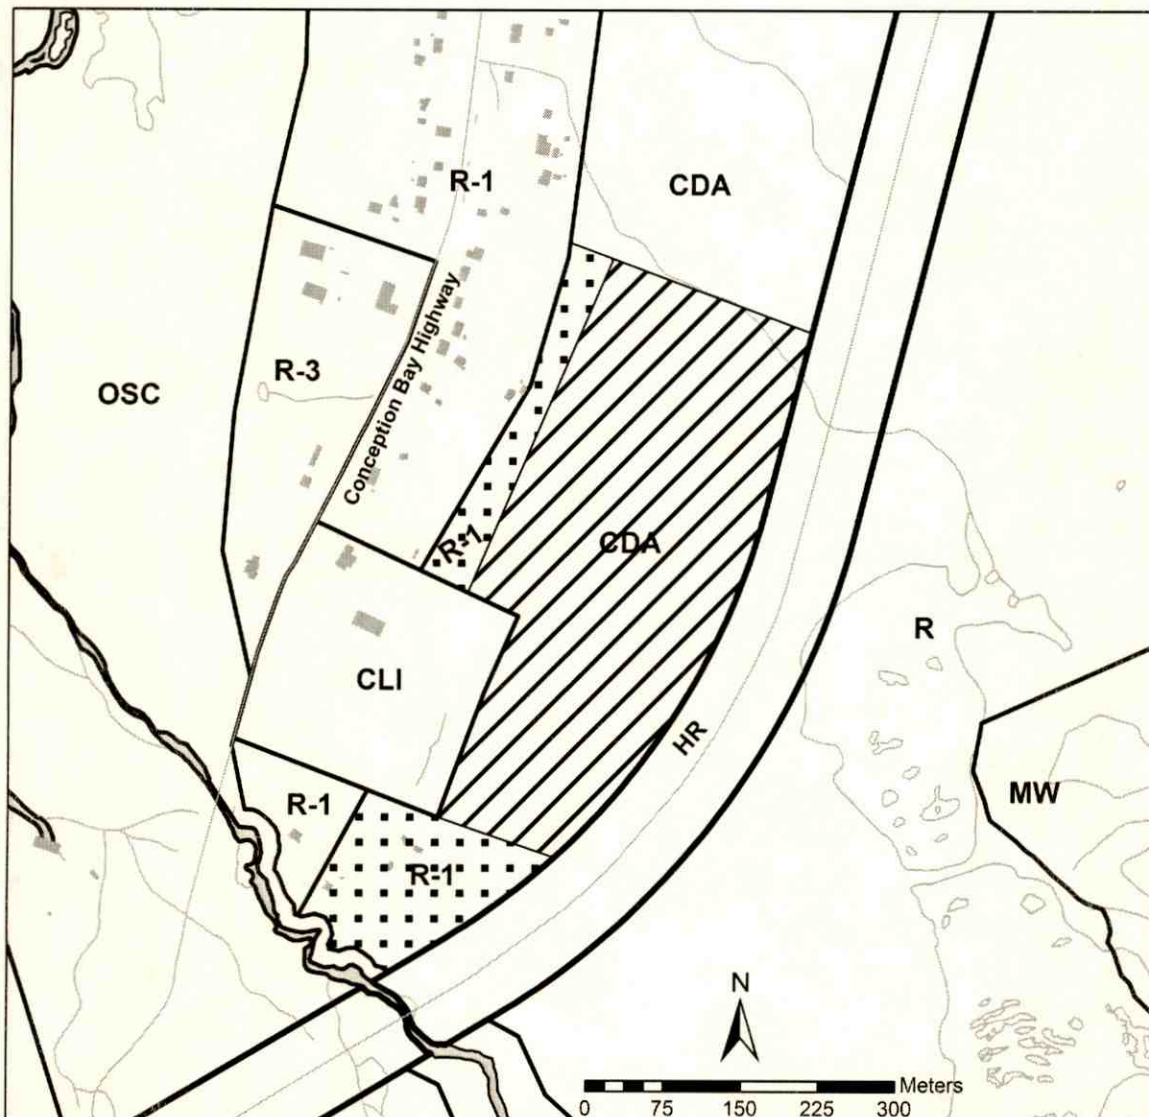 R-1
CDA
Conception Bay Highway
R-3
OSC
R-1
CDA
R
CLI
HR
MW
R-1
R-1
N
Meters
0 75 150 225 300